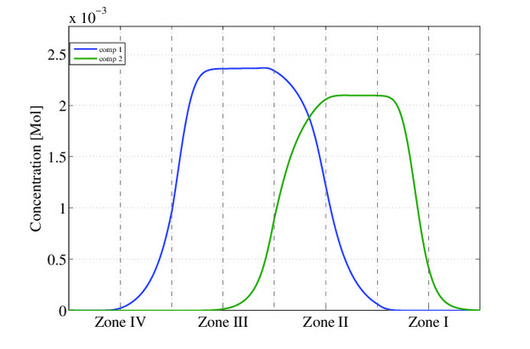 x 10⁻³
2.5
2
1.5
1
0.5
0
Concentration [Mol]
comp 1
comp 2
Zone IV
Zone III
Zone II
Zone I